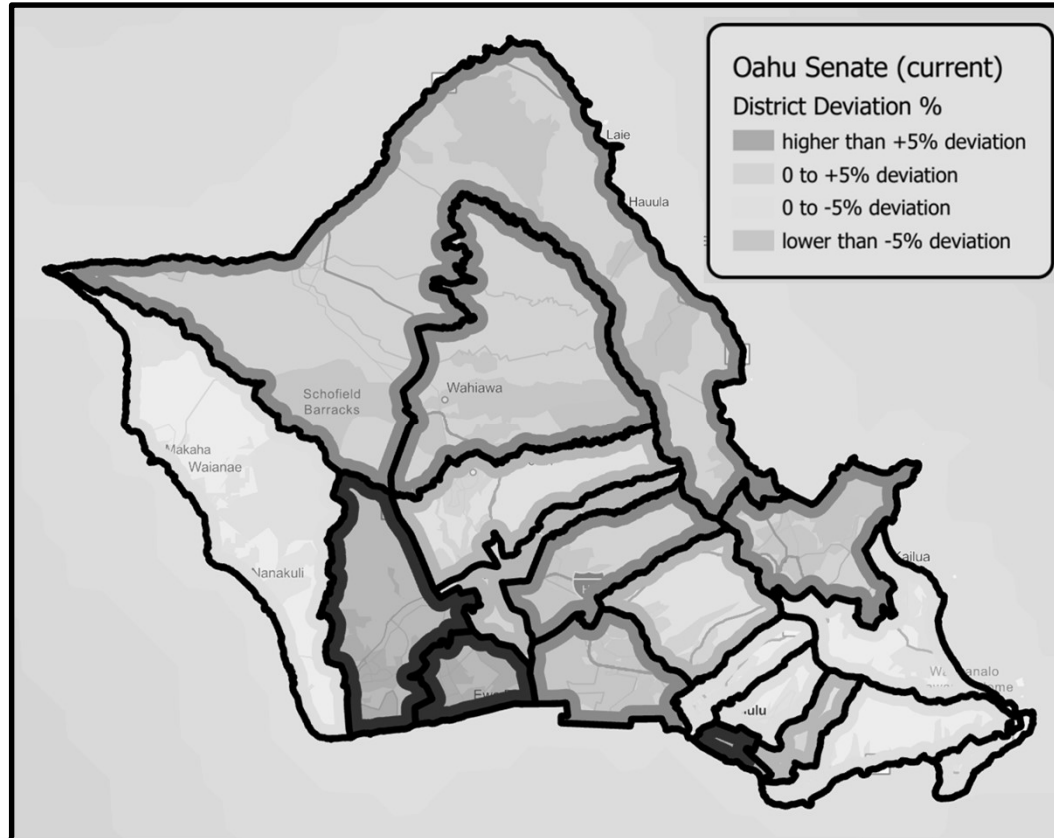 Oahu Senate (current)
District Deviation %
higher than +5% deviation
0 to +5% deviation
0 to -5% deviation
lower than -5% deviation
Laie
Hauula
Wahiawa
Schofield
Barracks
Makaha
Waianae
Nanakuli
Kailua
ulu